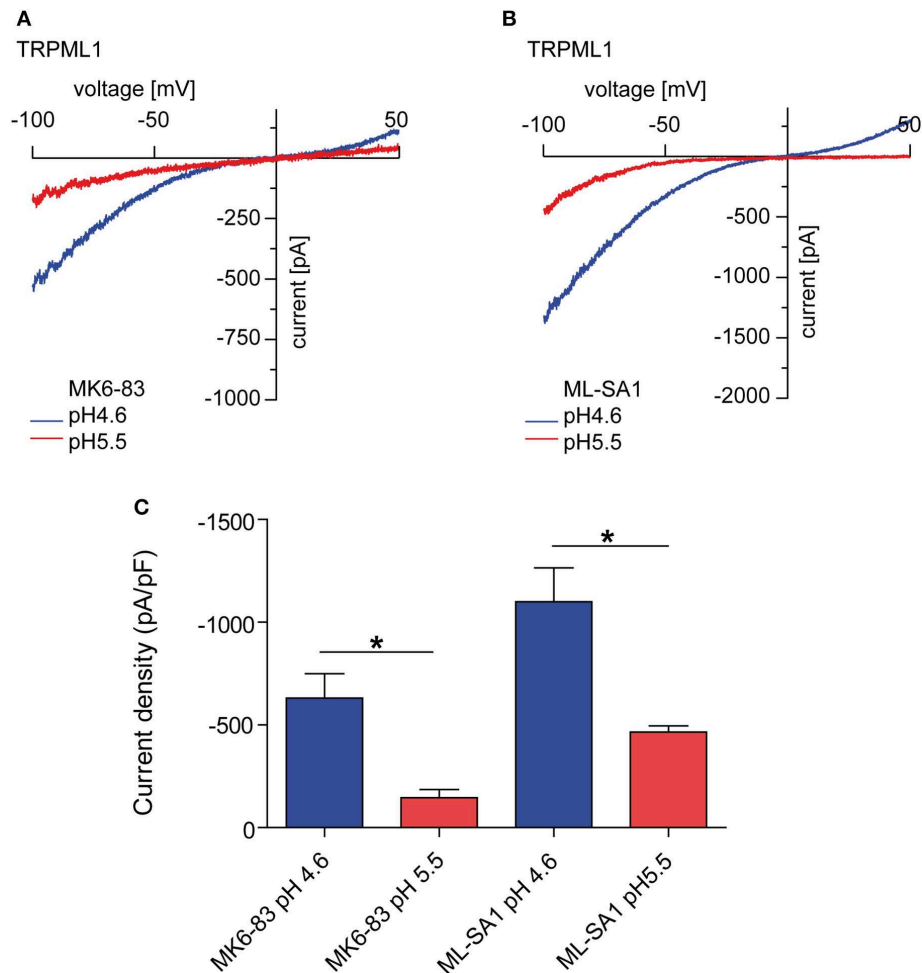 A
TRPML1
voltage [mV]
-100
-50
50
-250
-500
-750
-1000
current [pA]
MK6-83
pH4.6
pH5.5
B
TRPML1
voltage [mV]
-100
-50
50
-500
-1000
-1500
-2000
current [pA]
ML-SA1
pH4.6
pH5.5
C
-1500
-1000
-500
0
Current density (pA/pF)
*
*
MK6-83 pH 4.6
MK6-83 pH 5.5
ML-SA1 pH 4.6
ML-SA1 pH5.5